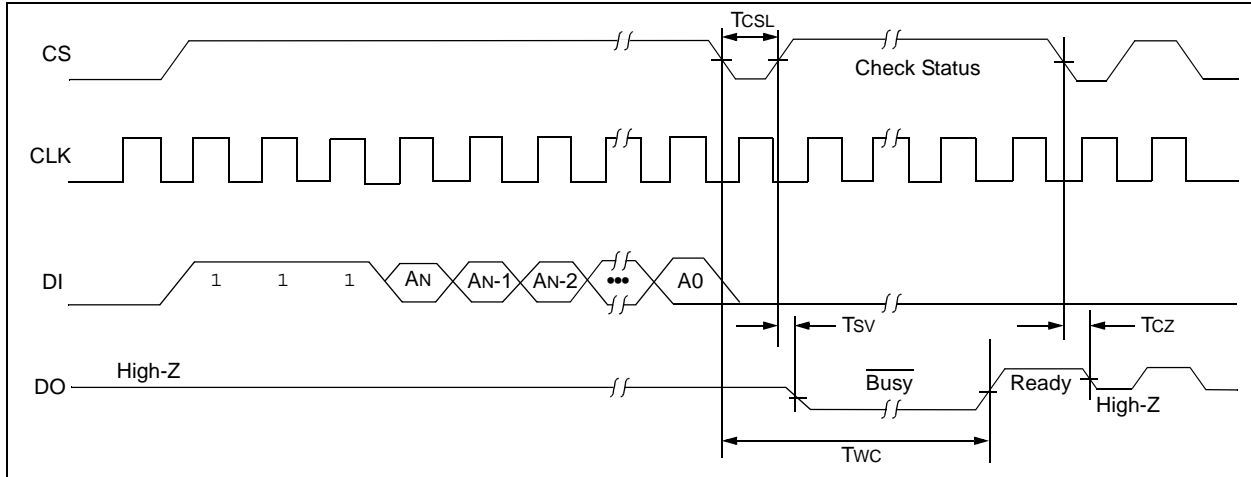 TCSL
CS
Check Status
CLK
DI
1 1 1 AN AN-1 AN-2 ••• A0
TSV
TCZ
High-Z
DO
Busy
Ready
High-Z
TWC